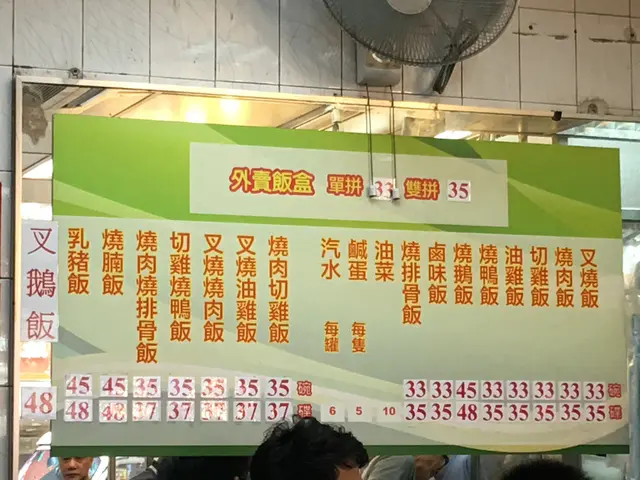 外賣飯盒 單拼 33 雙拼 35
叉燒飯
燒肉飯
切雞飯
油雞飯
燒鴨飯
燒鵝飯
鹵味飯
燒排骨飯
油菜
鹹蛋 每隻
汽水 每罐
燒肉切雞飯
叉燒油雞飯
叉燒燒肉飯
切雞燒鴨飯
燒肉燒排骨飯
燒腩飯
乳豬飯
叉鵝飯
45 45 35 35 35 35 35 碗 33 33 45 33 33 33 33 33 碗
48 48 48 37 37 37 37 37 碟 6 5 10 35 35 48 35 35 35 35 35 碟